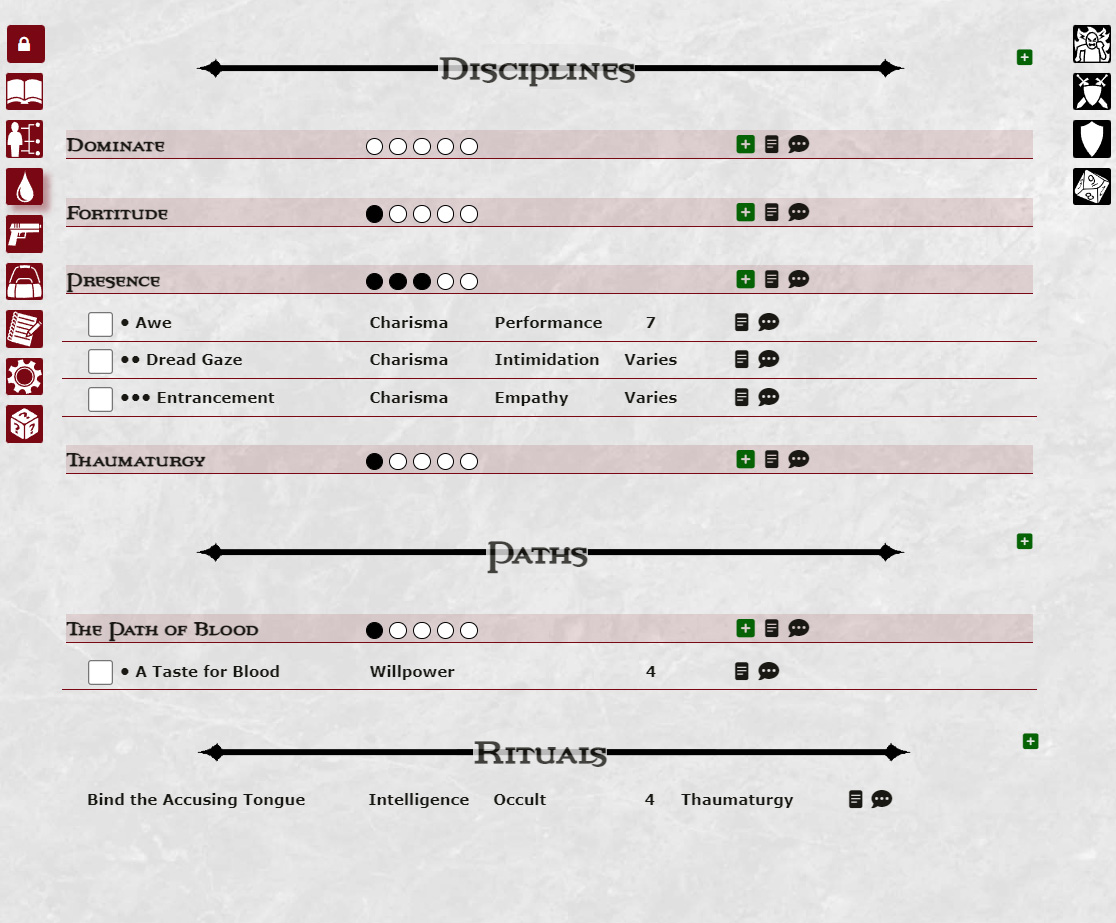 Disciplines
Dominate
Fortitude
Presence
• Awe Charisma Performance 7
•• Dread Gaze Charisma Intimidation Varies
••• Entrancement Charisma Empathy Varies
Thaumaturgy
Paths
The Path of Blood
• A Taste for Blood Willpower 4
Rituals
Bind the Accusing Tongue Intelligence Occult 4 Thaumaturgy